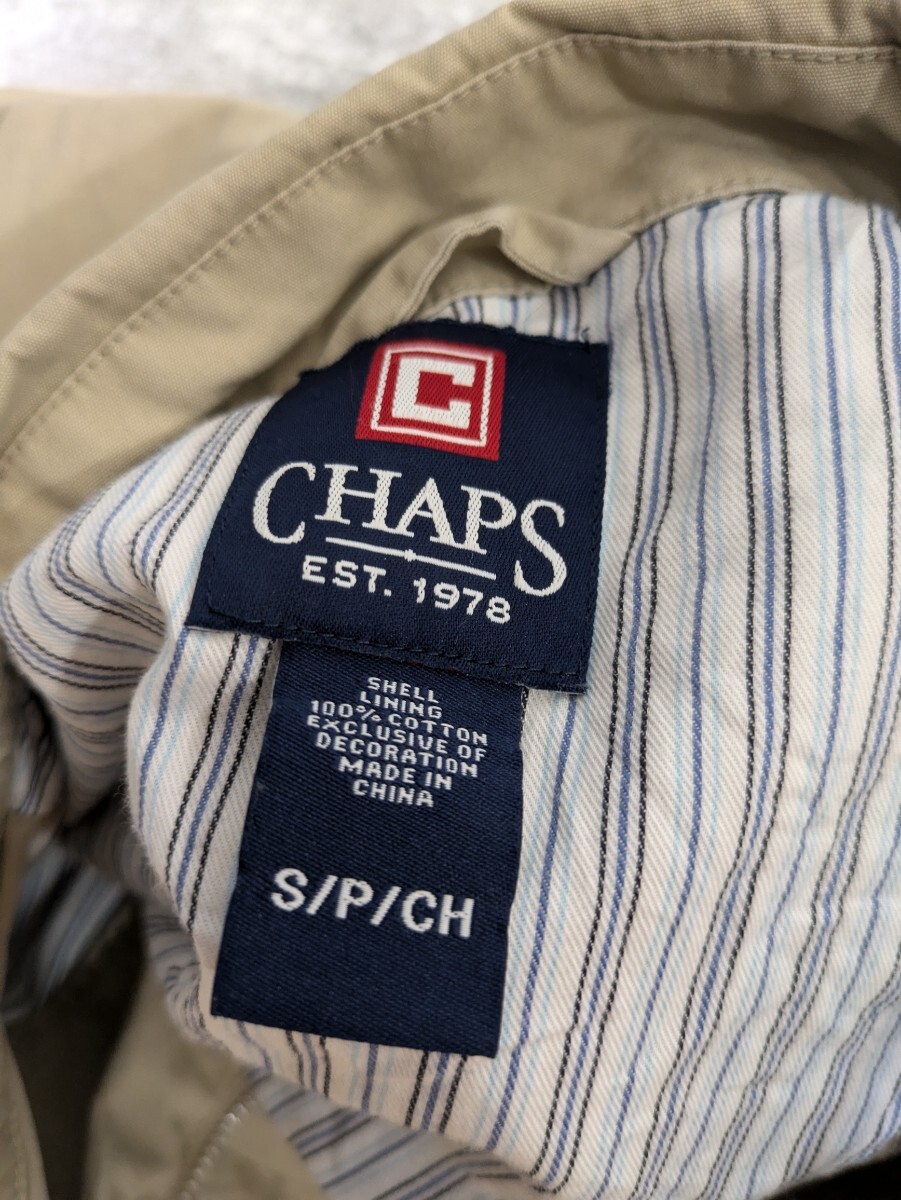 C
CHAPS
EST. 1978
SHELL
LINING
100% COTTON
EXCLUSIVE OF
DECORATION
MADE IN
CHINA
S/P/CH